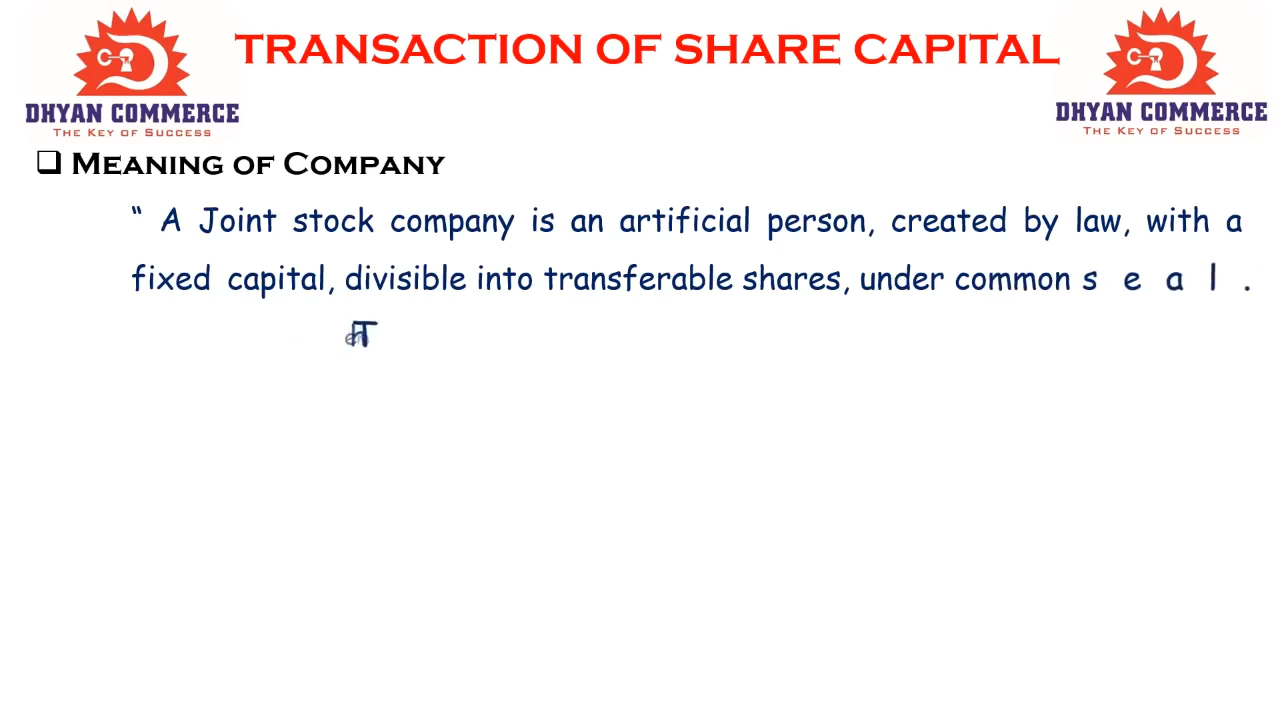 TRANSACTION OF SHARE CAPITAL
DHYAN COMMERCE
THE KEY OF SUCCESS
DHYAN COMMERCE
THE KEY OF SUCCESS
❑ MEANING OF COMPANY
“ A Joint stock company is an artificial person, created by law, with a
fixed capital, divisible into transferable shares, under common s e a l .